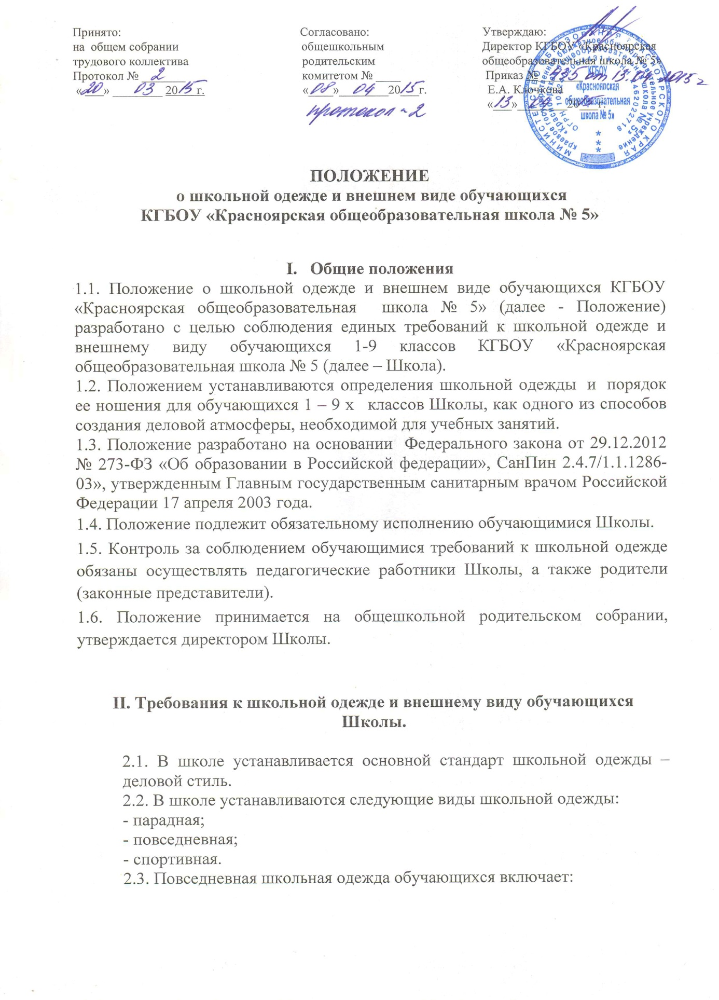 Принято:
на общем собрании
трудового коллектива
Протокол № 2
«20» 03 2015 г.
Согласовано:
общешкольным
родительским
комитетом № ____
«08» 04 2015 г.
протокол № 2
Утверждаю:
Директор КГБОУ «Красноярская
общеобразовательная школа № 5»
Приказ № от 13.04 2015 г
Е.А. Клочкова
«13» 04 20 г.
КГБОУ
«Красноярская
общеобразовательная
школа № 5»
ПОЛОЖЕНИЕ
о школьной одежде и внешнем виде обучающихся
КГБОУ «Красноярская общеобразовательная школа № 5»
I. Общие положения
1.1. Положение о школьной одежде и внешнем виде обучающихся КГБОУ
«Красноярская общеобразовательная школа № 5» (далее - Положение)
разработано с целью соблюдения единых требований к школьной одежде и
внешнему виду обучающихся 1-9 классов КГБОУ «Красноярская
общеобразовательная школа № 5 (далее – Школа).
1.2. Положением устанавливаются определения школьной одежды и порядок
ее ношения для обучающихся 1 – 9 х классов Школы, как одного из способов
создания деловой атмосферы, необходимой для учебных занятий.
1.3. Положение разработано на основании Федерального закона от 29.12.2012
№ 273-ФЗ «Об образовании в Российской федерации», СанПин 2.4.7/1.1.1286-
03», утвержденным Главным государственным санитарным врачом Российской
Федерации 17 апреля 2003 года.
1.4. Положение подлежит обязательному исполнению обучающимися Школы.
1.5. Контроль за соблюдением обучающимися требований к школьной одежде
обязаны осуществлять педагогические работники Школы, а также родители
(законные представители).
1.6. Положение принимается на общешкольной родительском собрании,
утверждается директором Школы.
II. Требования к школьной одежде и внешнему виду обучающихся
Школы.
2.1. В школе устанавливается основной стандарт школьной одежды –
деловой стиль.
2.2. В школе устанавливаются следующие виды школьной одежды:
- парадная;
- повседневная;
- спортивная.
2.3. Повседневная школьная одежда обучающихся включает: